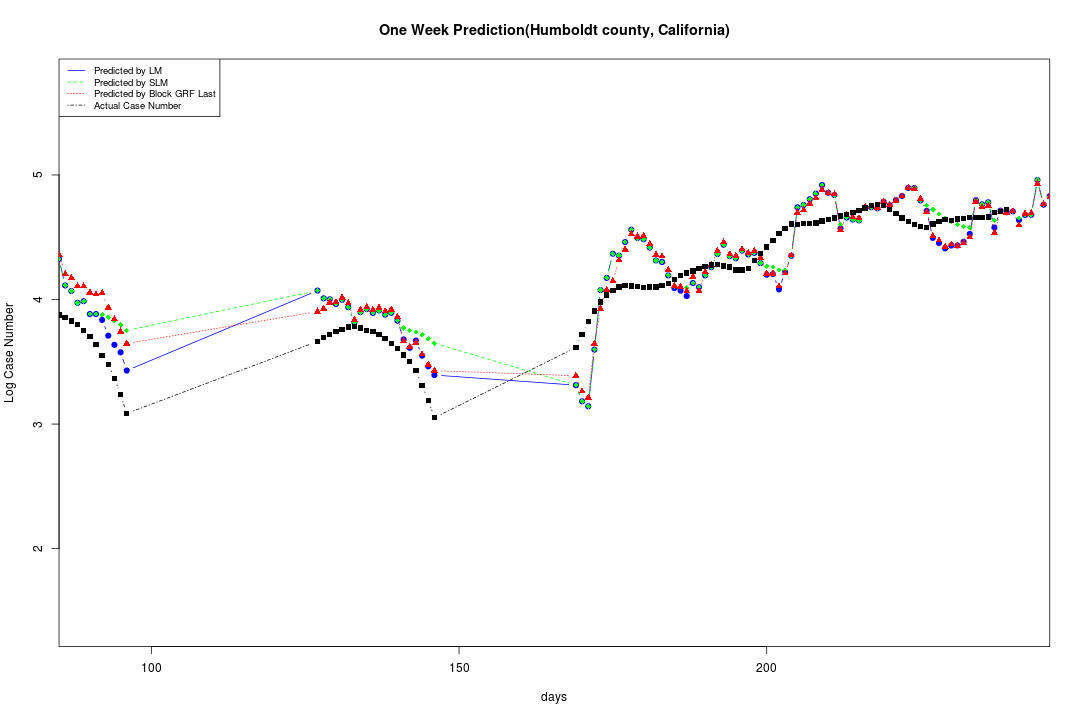 One Week Prediction(Humboldt county, California)
Predicted by LM
Predicted by SLM
Predicted by Block GRF Last
Actual Case Number
Log Case Number
5
4
3
2
100 150 200
days